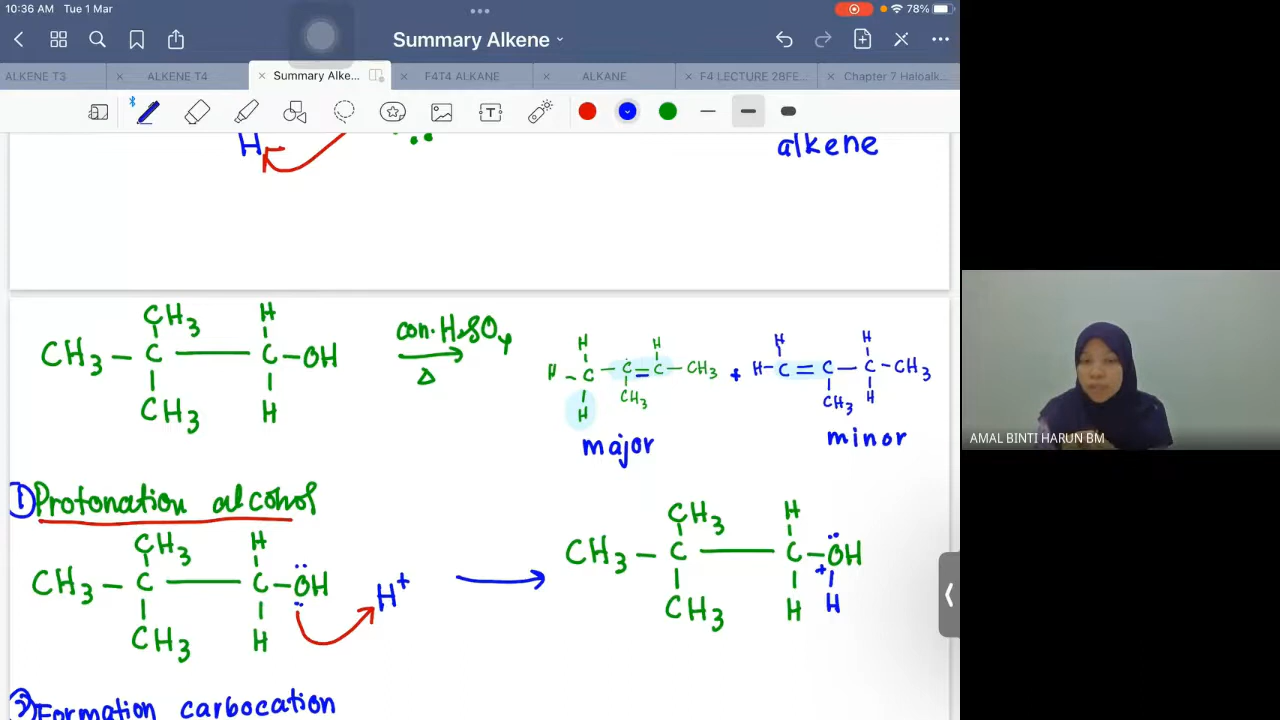 10:36 AM Tue 1 Mar
78%
Summary Alkene
ALKENE T3
ALKENE T4
Summary Alke...
F4T4 ALKANE
ALKANE
F4 LECTURE 28FE...
Chapter 7 Haloalk...
H
alkene
CH3 H
CH3 - C - C - OH
CH3 H
con. H2SO4
Δ
H H
H - C - C = C - CH3
H CH3
major
+
H H
H - C = C - C - CH3
CH3 H
minor
① Protonation alcohol
CH3 H
CH3 - C - C - OH
CH3 H
H+
CH3 H
CH3 - C - C - OH
+
CH3 H H
② Formation carbocation
AMAL BINTI HARUN BM